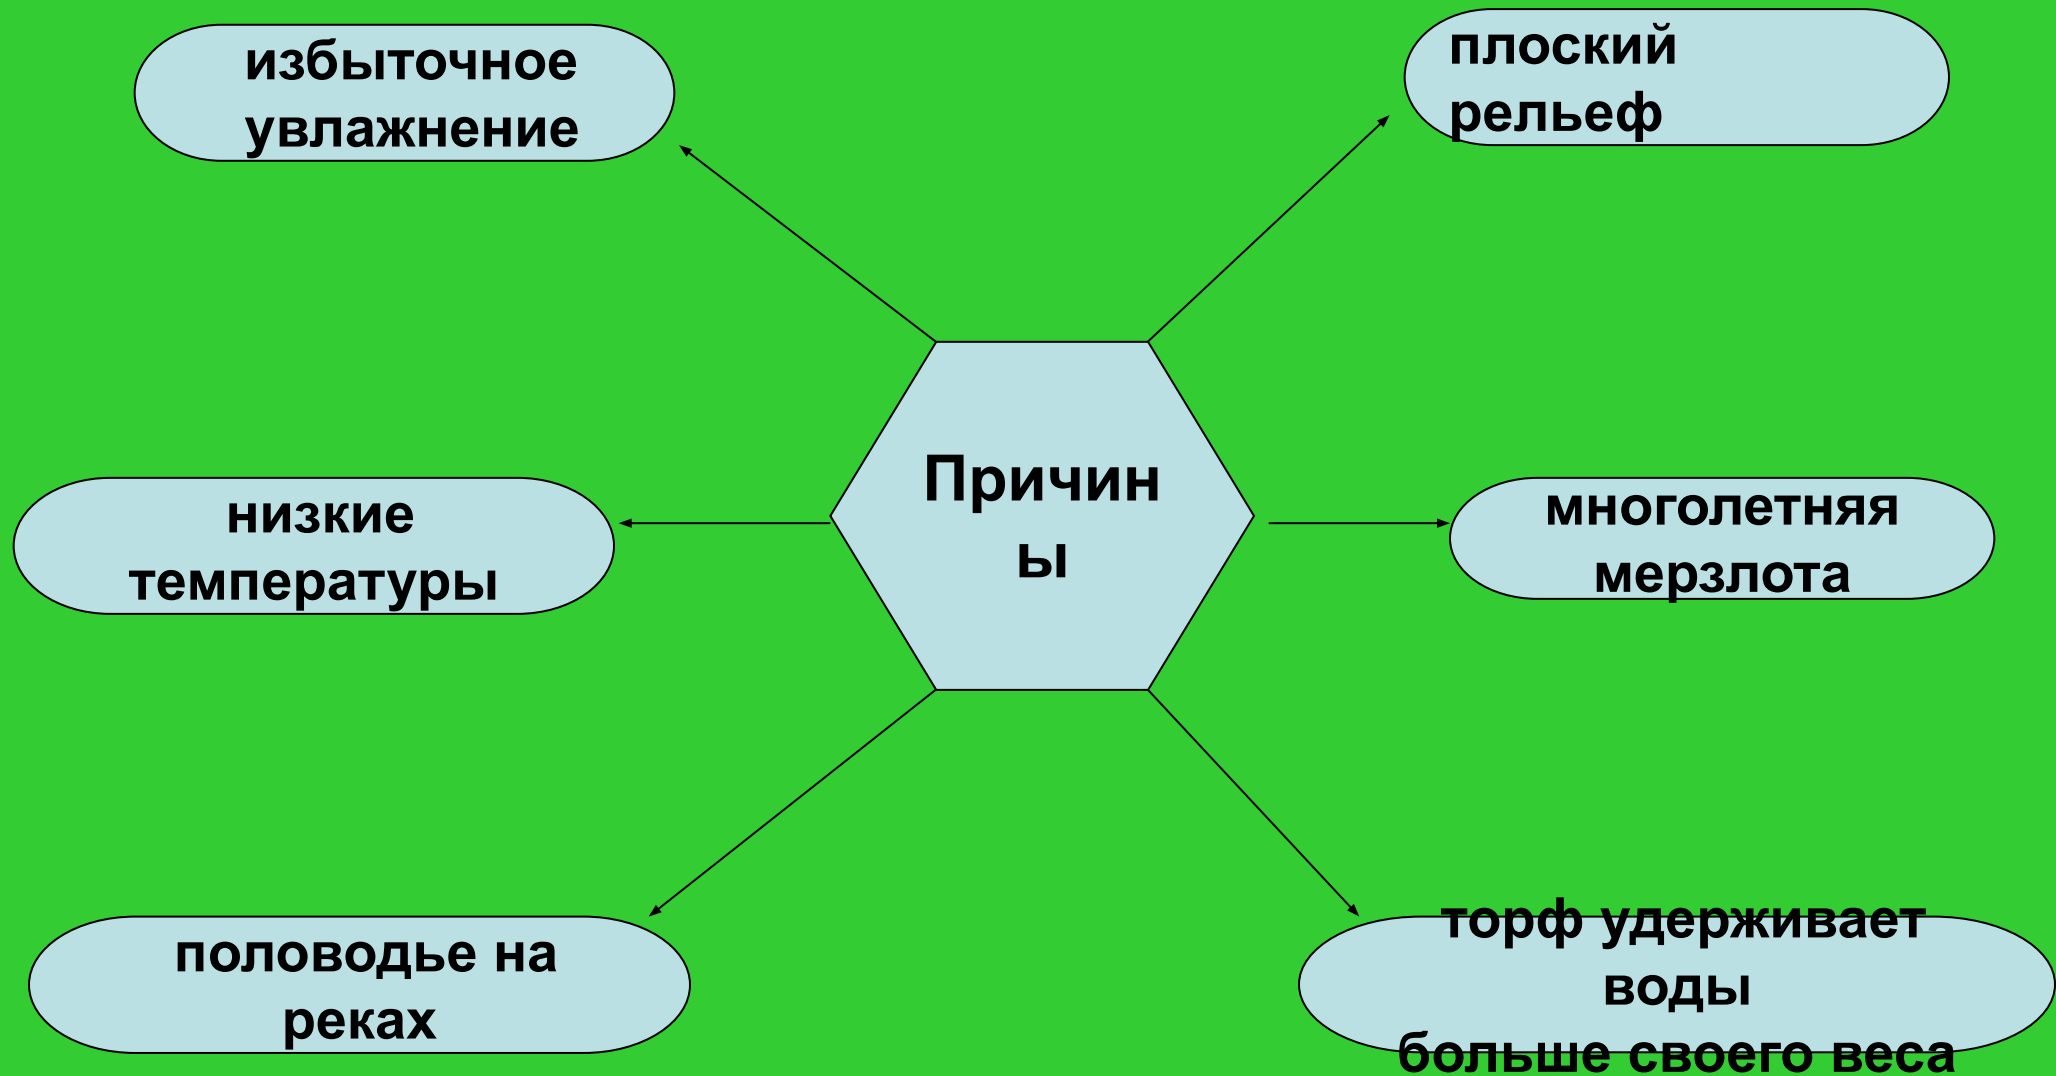 избыточное
увлажнение
плоский
рельеф
Причин
ы
низкие
температуры
многолетняя
мерзлота
половодье на
реках
торф удерживает
воды
больше своего веса